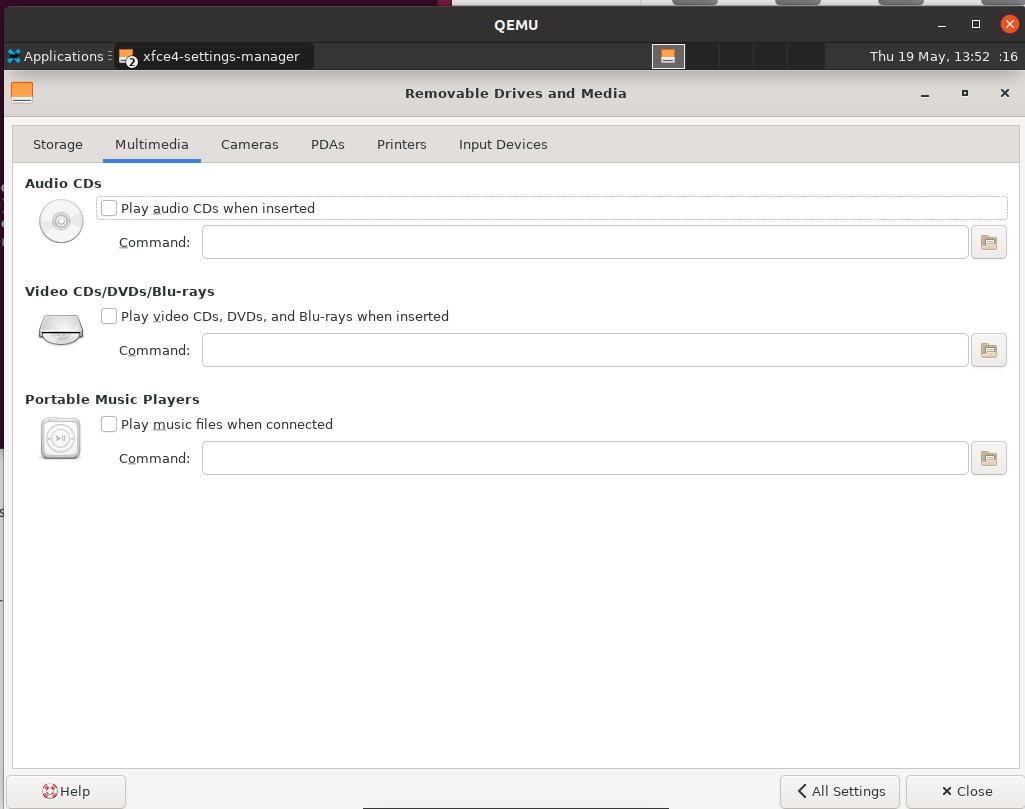 QEMU
Applications
2
xfce4-settings-manager
Thu 19 May, 13:52 :16
Removable Drives and Media
Storage Multimedia Cameras PDAs Printers Input Devices
Audio CDs
Play audio CDs when inserted
Command:
Video CDs/DVDs/Blu-rays
Play video CDs, DVDs, and Blu-rays when inserted
Command:
Portable Music Players
Play music files when connected
Command:
Help All Settings Close